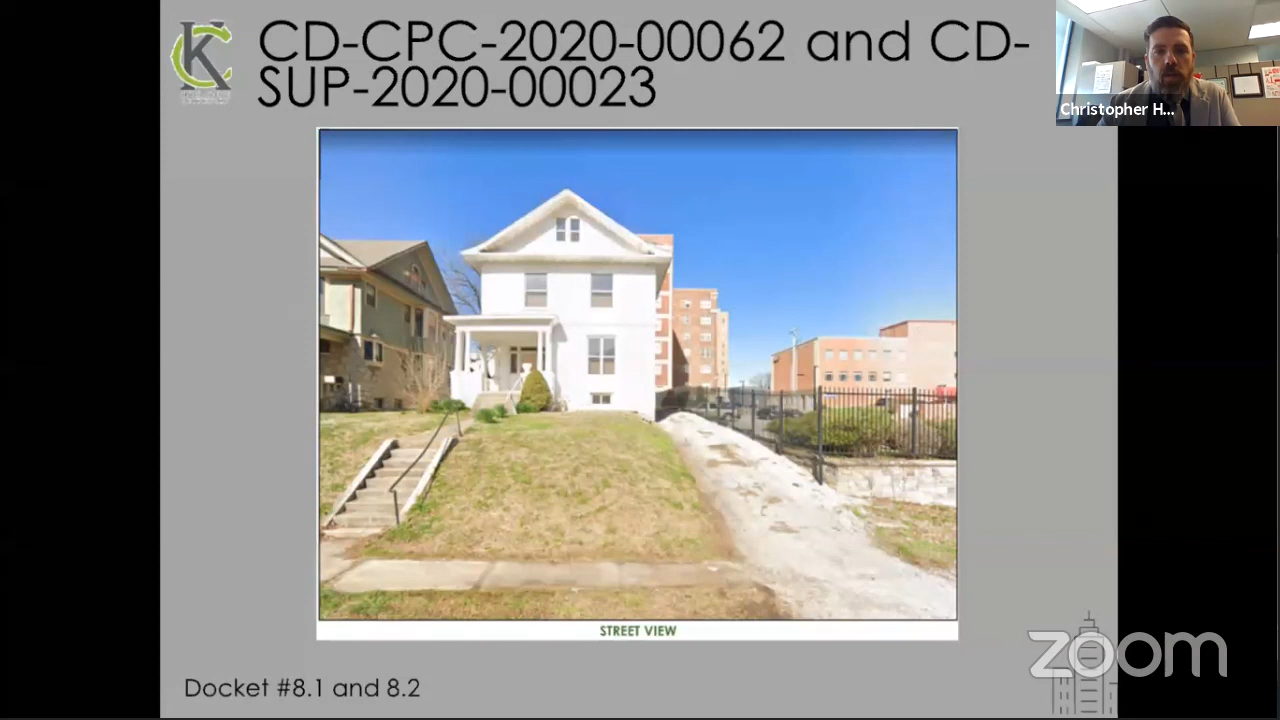 CD-CPC-2020-00062 and CD-
SUP-2020-00023
Christopher H...
KC
STREET VIEW
Docket #8.1 and 8.2
zoom